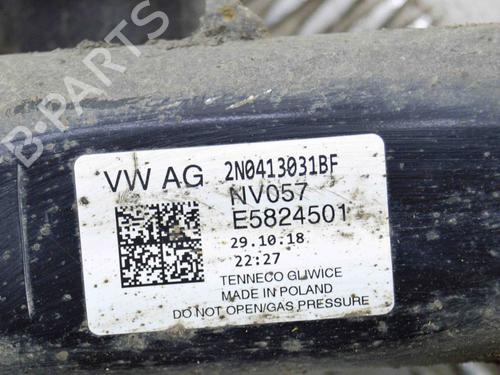 B-PARTS
VW AG 2N0413031BF
NV057
E5824501
29.10.18
22:27
TENNECO GLIWICE
MADE IN POLAND
DO NOT OPEN/GAS PRESSURE